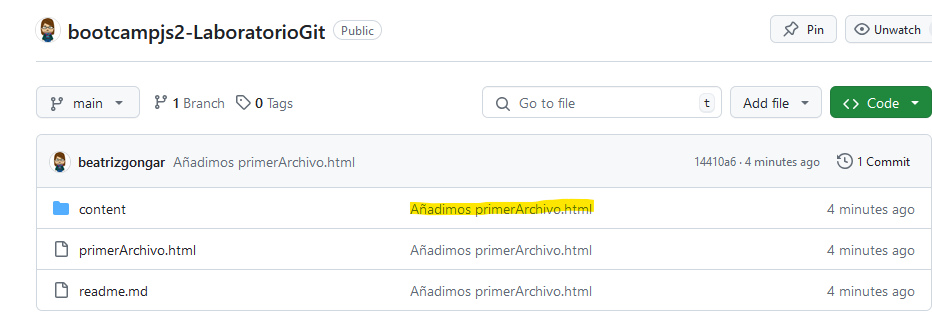 bootcampjs2-LaboratorioGit Public Pin Unwatch
main 1 Branch 0 Tags Go to file t Add file Code
beatrizgongar Añadimos primerArchivo.html 14410a6 · 4 minutes ago 1 Commit
content Añadimos primerArchivo.html 4 minutes ago
primerArchivo.html Añadimos primerArchivo.html 4 minutes ago
readme.md Añadimos primerArchivo.html 4 minutes ago